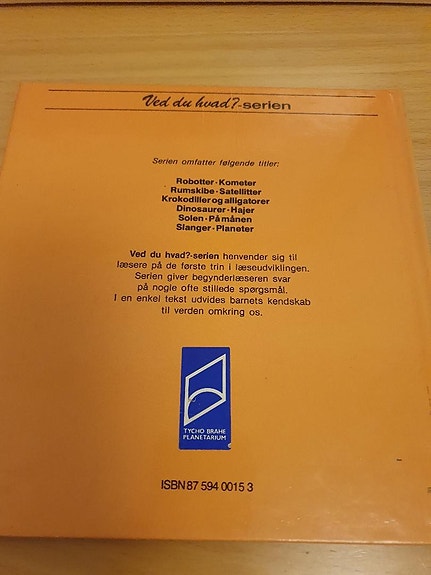 Ved du hvad?-serien
Serien omfatter følgende titler:
Robotter · Kometer
Rumskibe · Satellitter
Krokodiller og alligatorer
Dinosaurer · Hajer
Solen · På månen
Slanger · Planeter
Ved du hvad?-serien henvender sig til
læsere på de første trin i læseudviklingen.
Serien giver begynderlæseren svar
på nogle ofte stillede spørgsmål.
I en enkel tekst udvides barnets kendskab
til verden omkring os.
TYCHO BRAHE
PLANETARIUM
ISBN 87 594 0015 3